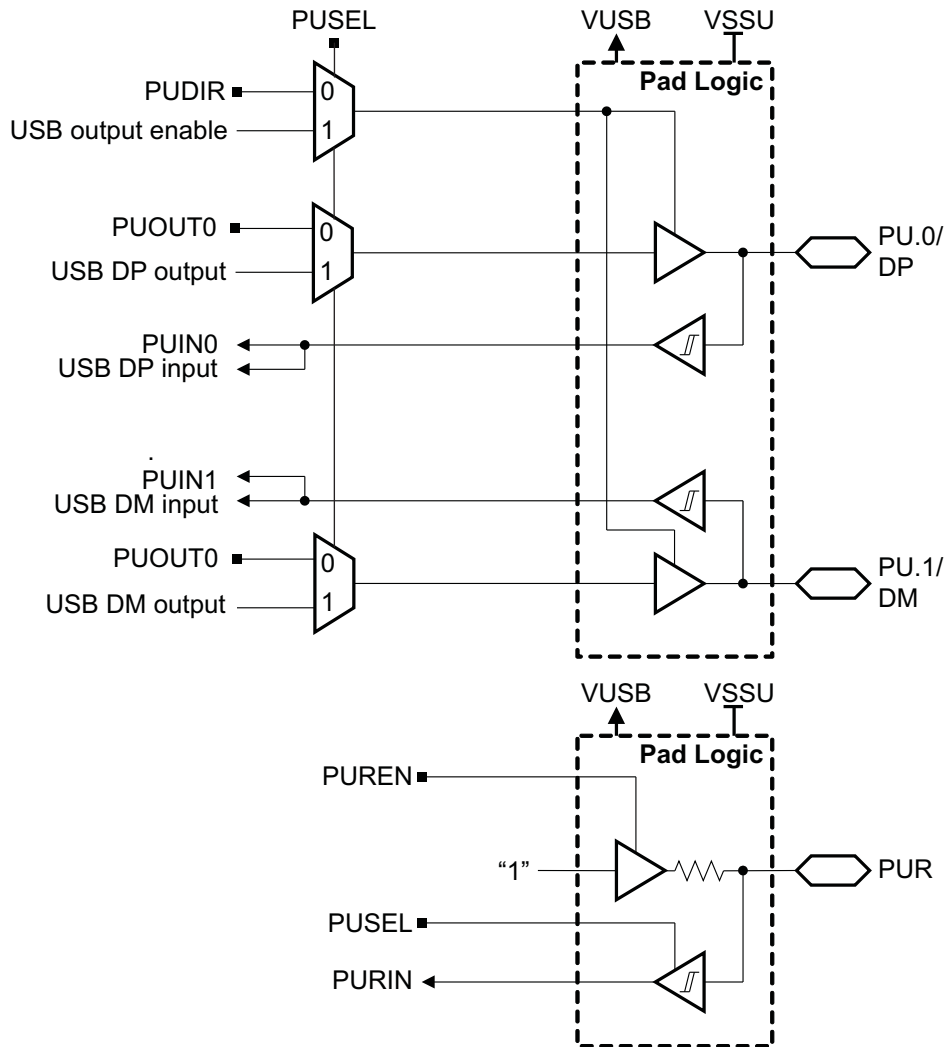 PUSEL
VUSB
VSSU
Pad Logic
PUDIR
0
USB output enable
1
PUOUT0
0
USB DP output
1
PU.0/
DP
PUIN0
USB DP input
PUIN1
USB DM input
PUOUT0
0
USB DM output
1
PU.1/
DM
VUSB
VSSU
Pad Logic
PUREN
“1”
PUR
PUSEL
PURIN